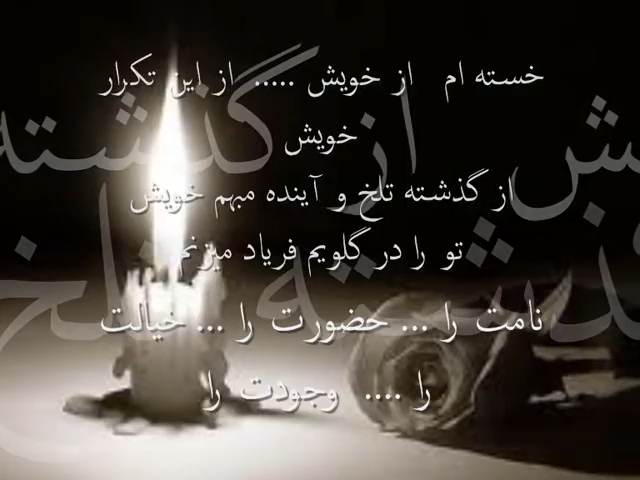 خسته ام از خویش ..... از این تکرار
خویش
از گذشته تلخ و آینده مبهم خویش
تو را در گلویم فریاد میزنم
نامت را ... حضورت را ... خیالت
را .... وجودت را